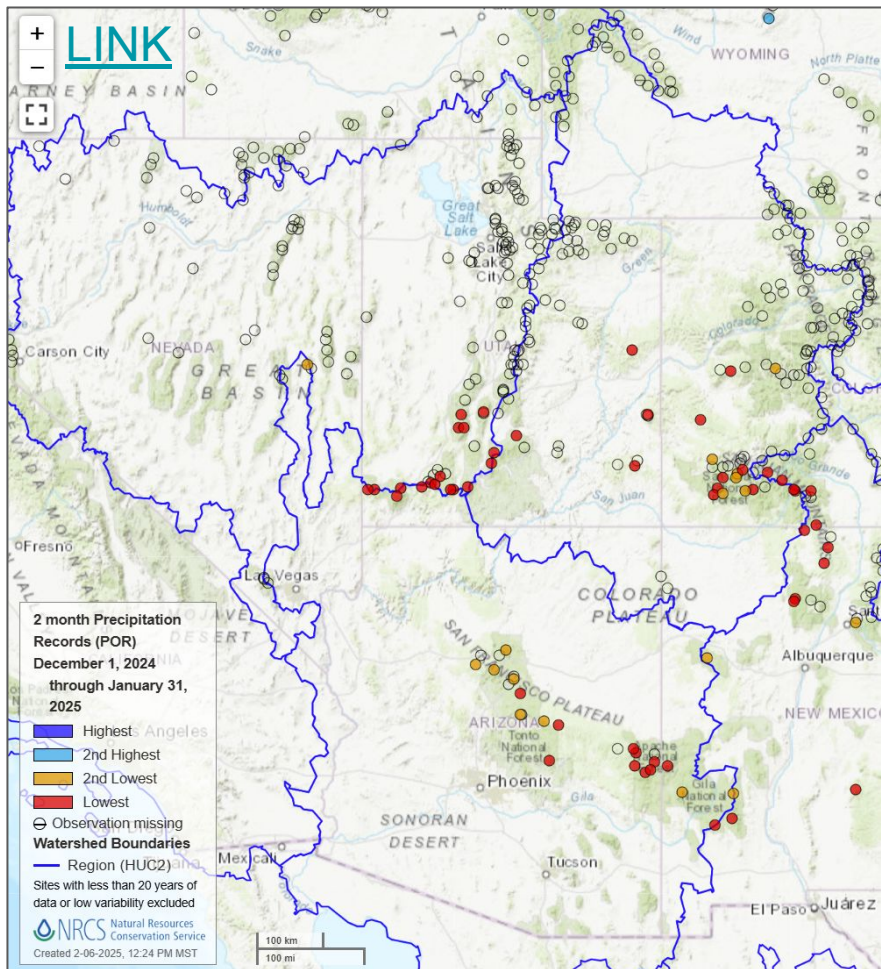 +
LINK
−
WYOMING
Snake
Wind
North Platte
ARNEY BASIN
Humboldt
Great
Salt
Lake
Salt
Lake
City
Green
Colorado
Carson City
NEVADA
UTAH
GREAT
BASIN
Rio Grande
San Juan
Fresno
Las Vegas
MOJAVE
DESERT
COLORADO
PLATEAU
Albuquerque
SAN FRANCISCO PLATEAU
ARIZONA
NEW MEXICO
Tonto
National
Forest
Phoenix
Gila
Gila
National
Forest
SONORAN
DESERT
Mexicali
Tucson
El Paso
Juárez
2 month Precipitation
Records (POR)
December 1, 2024
through January 31,
2025
Highest
2nd Highest
2nd Lowest
Lowest
Observation missing
Watershed Boundaries
Region (HUC2)
Sites with less than 20 years of
data or low variability excluded
NRCS Natural Resources
Conservation Service
Created 2-06-2025, 12:24 PM MST
100 km
100 mi